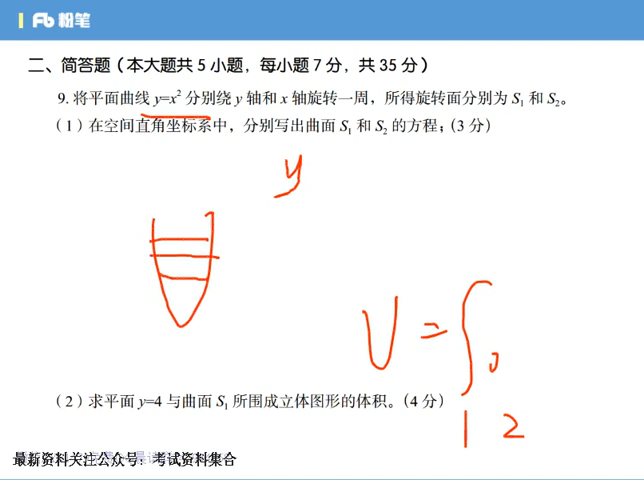 Fb 粉笔
二、简答题（本大题共 5 小题，每小题 7 分，共 35 分）
9. 将平面曲线 y=x² 分别绕 y 轴和 x 轴旋转一周，所得旋转面分别为 S₁ 和 S₂。
（1）在空间直角坐标系中，分别写出曲面 S₁ 和 S₂ 的方程；（3 分）
y
V = ∫ 0
（2）求平面 y=4 与曲面 S₁ 所围成立体图形的体积。（4 分）
1 2
最新资料关注公众号：考试资料集合